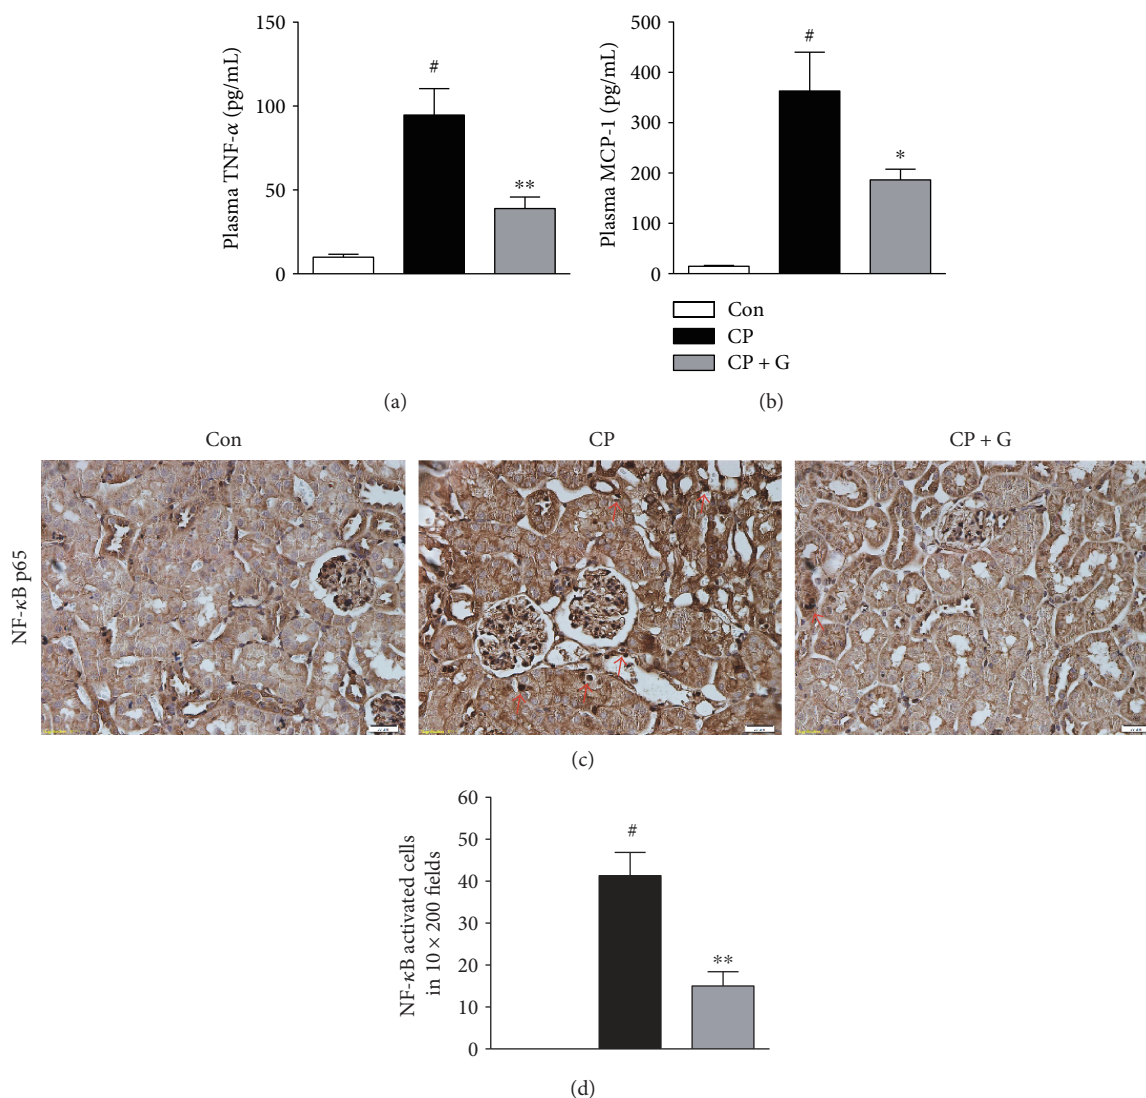 150
100
50
0
Plasma TNF-α (pg/mL)
#
**
(a)
500
400
300
200
100
0
Plasma MCP-1 (pg/mL)
#
*
Con
CP
CP + G
(b)
Con
CP
CP + G
NF-κB p65
(c)
60
50
40
30
20
10
0
NF-κB activated cells
in 10 × 200 fields
#
**
(d)